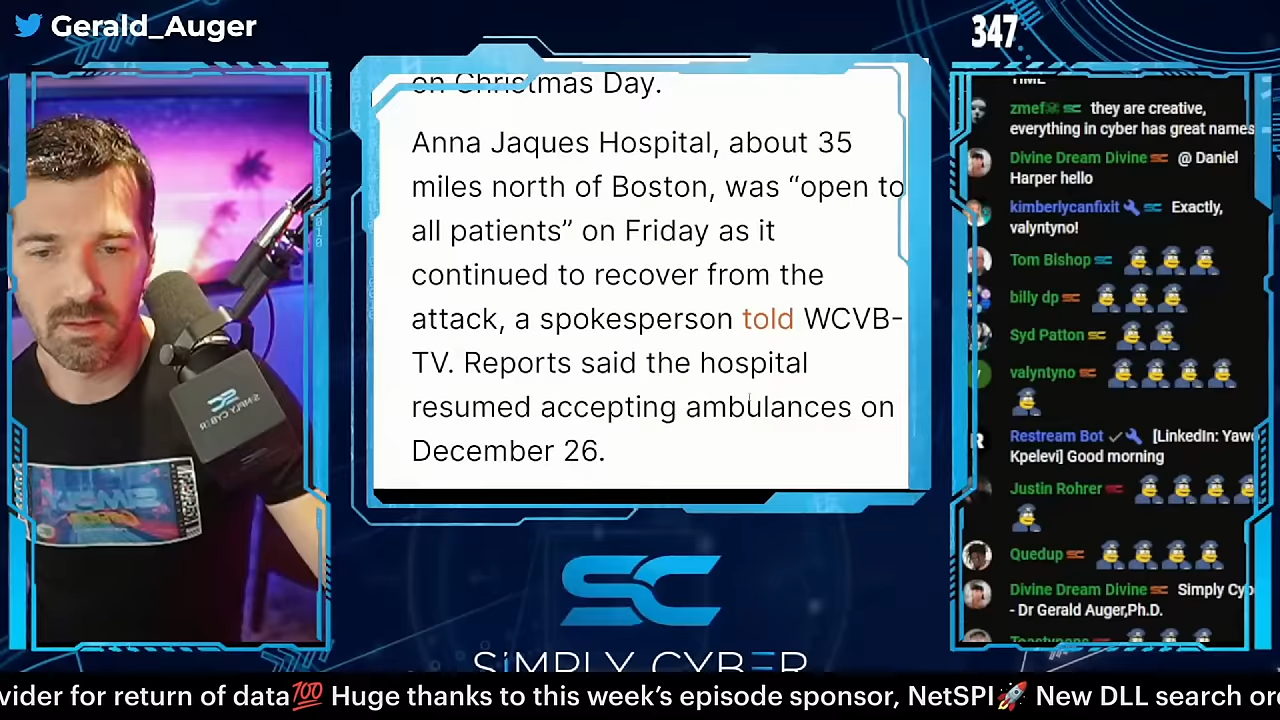 Gerald_Auger
347
on Christmas Day.
Anna Jaques Hospital, about 35
miles north of Boston, was “open to
all patients” on Friday as it
continued to recover from the
attack, a spokesperson told WCVB-
TV. Reports said the hospital
resumed accepting ambulances on
December 26.
SC
SIMPLY CYBER
TIME
zmef they are creative,
everything in cyber has great names
Divine Dream Divine @ Daniel
Harper hello
kimberlycanfixit Exactly,
valyntyno!
Tom Bishop
billy dp
Syd Patton
valyntyno
Restream Bot [LinkedIn: Yaw
Kpelevi] Good morning
Justin Rohrer
Quedup
Divine Dream Divine Simply Cyb
- Dr Gerald Auger,Ph.D.
SC
SIMPLY CYBER
vider for return of data💯 Huge thanks to this week’s episode sponsor, NetSPI🚀 New DLL search or